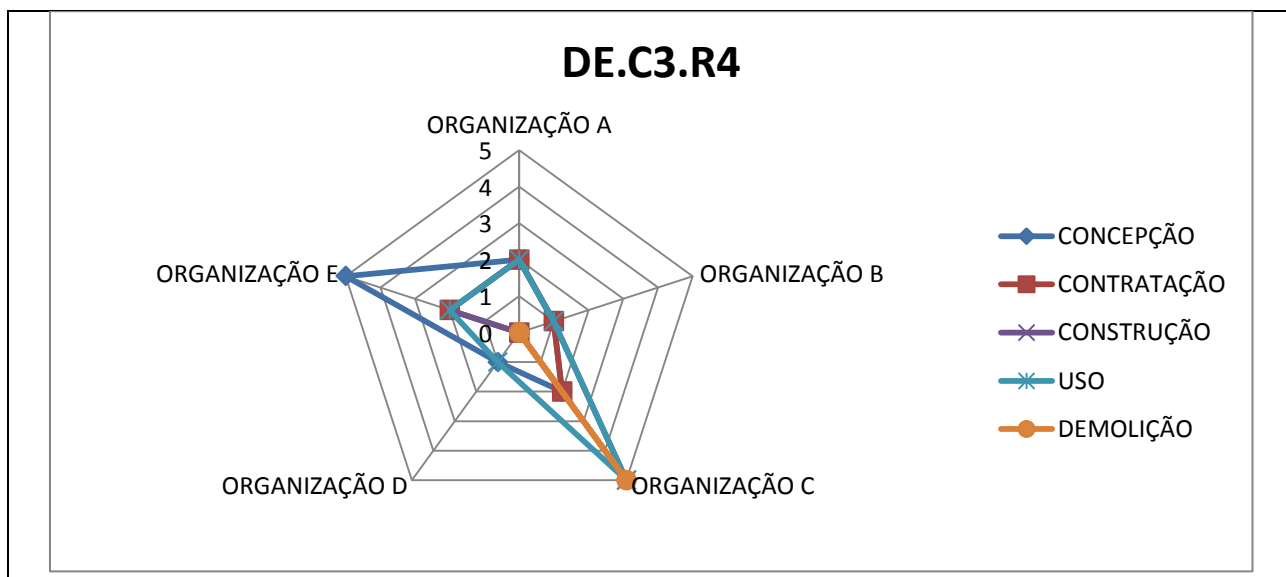 DE.C3.R4
ORGANIZAÇÃO A
5
4
3
2
1
0
ORGANIZAÇÃO B
ORGANIZAÇÃO C
ORGANIZAÇÃO D
ORGANIZAÇÃO E
CONCEPÇÃO
CONTRATAÇÃO
CONSTRUÇÃO
USO
DEMOLIÇÃO